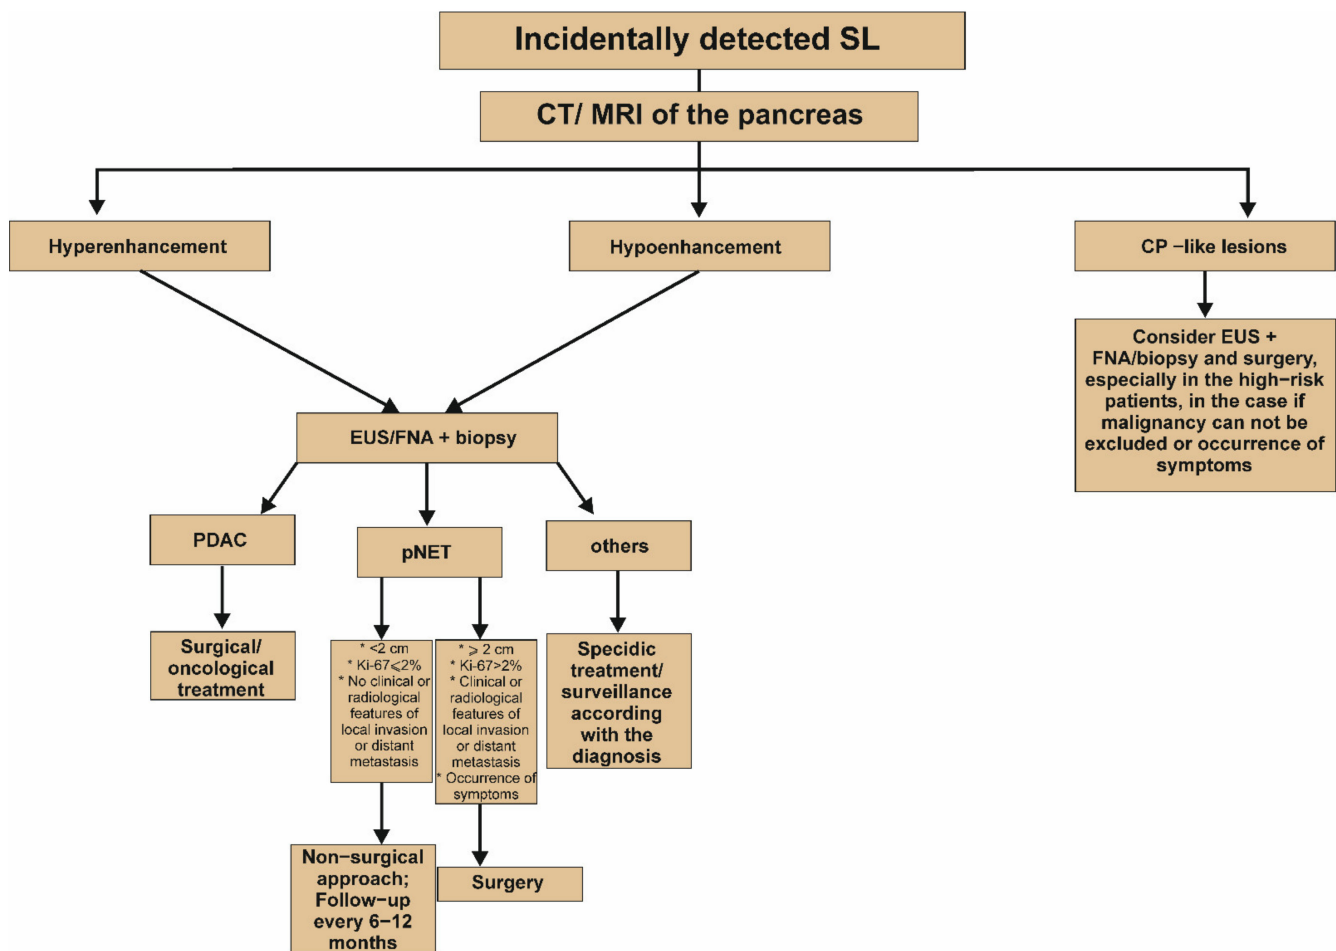 Incidentally detected SL
CT/ MRI of the pancreas
Hyperenhancement
Hypoenhancement
CP –like lesions
Consider EUS +
FNA/biopsy and surgery,
especially in the high–risk
patients, in the case if
malignancy can not be
excluded or occurrence of
symptoms
EUS/FNA + biopsy
PDAC
pNET
others
Surgical/
oncological
treatment
* <2 cm
* Ki-67⩽2%
* No clinical or
radiological
features of
local invasion
or distant
metastasis
* ⩾ 2 cm
* Ki-67>2%
* Clinical or
radiological
features of
local invasion
or distant
metastasis
* Occurrence of
symptoms
Specidic
treatment/
surveillance
according
with the
diagnosis
Non–surgical
approach;
Follow–up
every 6–12
months
Surgery